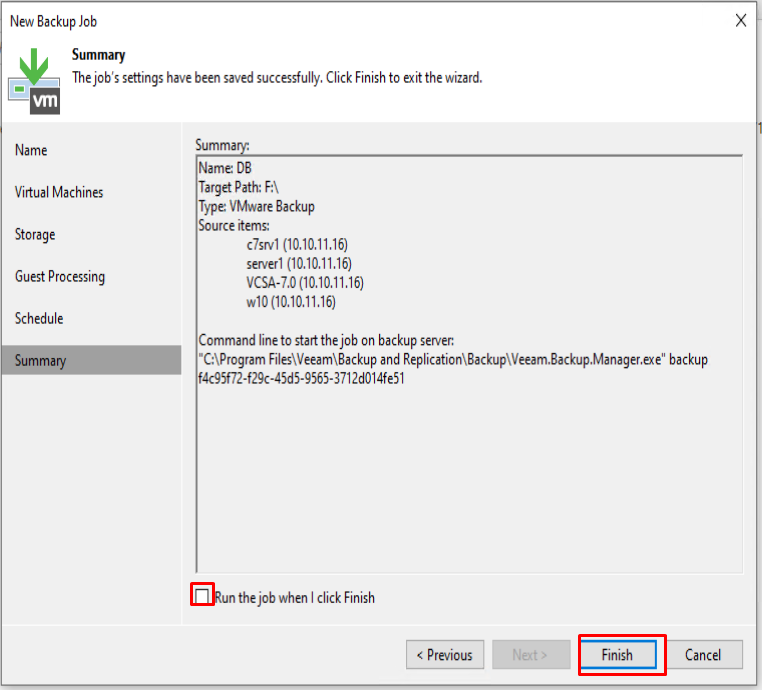 New Backup Job
Summary
The job's settings have been saved successfully. Click Finish to exit the wizard.
vm
Name
Virtual Machines
Storage
Guest Processing
Schedule
Summary
Summary:
Name: DB
Target Path: F:\
Type: VMware Backup
Source items:
c7srv1 (10.10.11.16)
server1 (10.10.11.16)
VCSA-7.0 (10.10.11.16)
w10 (10.10.11.16)
Command line to start the job on backup server:
"C:\Program Files\Veeam\Backup and Replication\Backup\Veeam.Backup.Manager.exe" backup
f4c95f72-f29c-45d5-9565-3712d014fe51
Run the job when I click Finish
< Previous
Next >
Finish
Cancel